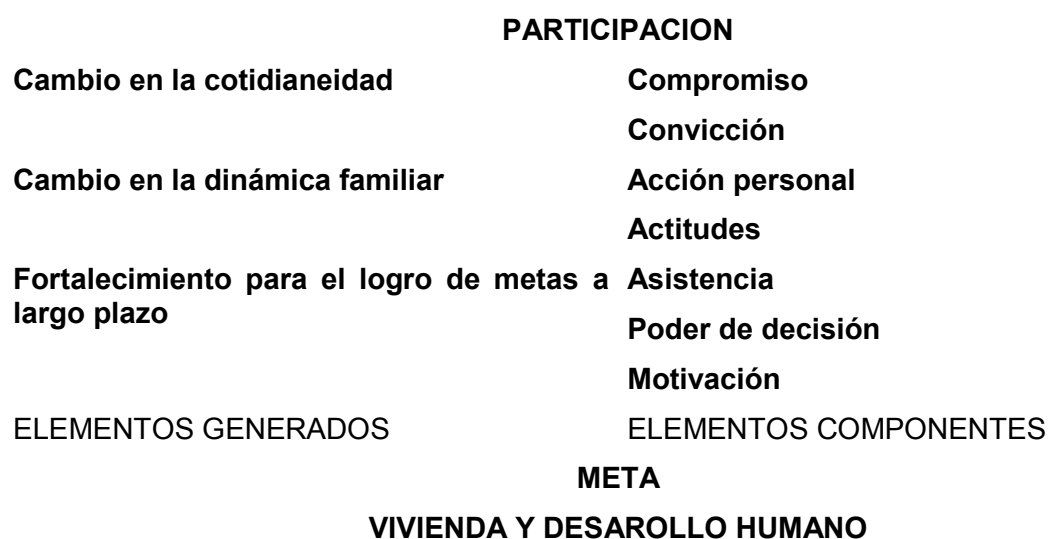 PARTICIPACION
Cambio en la cotidianeidad Compromiso
Convicción
Cambio en la dinámica familiar Acción personal
Actitudes
Fortalecimiento para el logro de metas a Asistencia
largo plazo
Poder de decisión
Motivación
ELEMENTOS GENERADOS ELEMENTOS COMPONENTES
META
VIVIENDA Y DESAROLLO HUMANO